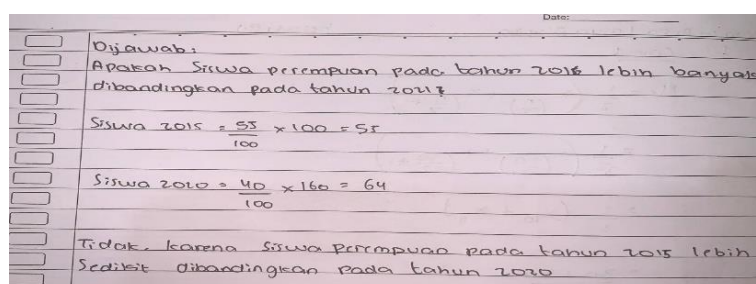 Date:
Dijawab:
Apakah Siswa perempuan pada tahun 2015 lebih banyak
dibandingkan pada tahun 2021?
Siswa 2015 = 55/100 × 100 = 55
Siswa 2020 = 40/100 × 160 = 64
Tidak. karena siswa perempuan pada tahun 2015 lebih
Sedikit dibandingkan pada tahun 2020